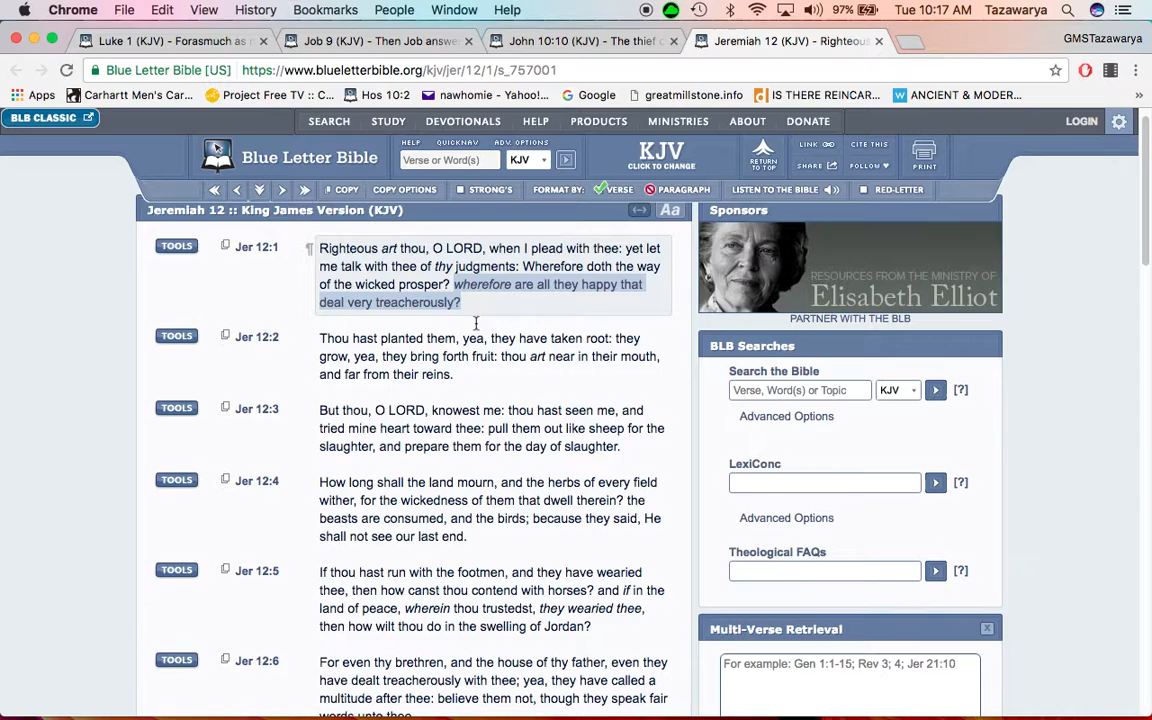 Chrome File Edit View History Bookmarks People Window Help 97% Tue 10:17 AM Tazawarya
Luke 1 (KJV) - Forasmuch as m Job 9 (KJV) - Then Job answe John 10:10 (KJV) - The thief c Jeremiah 12 (KJV) - Righteous GMSTazawarya
Blue Letter Bible [US] https://www.blueletterbible.org/kjv/jer/12/1/s_757001
Apps Carhartt Men's Car... Project Free TV :: C... Hos 10:2 nawhomie - Yahoo!... Google greatmillstone.info IS THERE REINCAR... ANCIENT & MODER...
BLB CLASSIC SEARCH STUDY DEVOTIONALS HELP PRODUCTS MINISTRIES ABOUT DONATE LOGIN
HELP QUICKNAV ADV. OPTIONS
Blue Letter Bible Verse or Word(s) KJV KJV CLICK TO CHANGE RETURN TO TOP LINK CITE THIS SHARE FOLLOW PRINT
COPY COPY OPTIONS STRONG'S FORMAT BY: VERSE PARAGRAPH LISTEN TO THE BIBLE RED-LETTER
Jeremiah 12 :: King James Version (KJV) Aa
TOOLS Jer 12:1 ¶ Righteous art thou, O LORD, when I plead with thee: yet let
me talk with thee of thy judgments: Wherefore doth the way
of the wicked prosper? wherefore are all they happy that
deal very treacherously?
TOOLS Jer 12:2 Thou hast planted them, yea, they have taken root: they
grow, yea, they bring forth fruit: thou art near in their mouth,
and far from their reins.
TOOLS Jer 12:3 But thou, O LORD, knowest me: thou hast seen me, and
tried mine heart toward thee: pull them out like sheep for the
slaughter, and prepare them for the day of slaughter.
TOOLS Jer 12:4 How long shall the land mourn, and the herbs of every field
wither, for the wickedness of them that dwell therein? the
beasts are consumed, and the birds; because they said, He
shall not see our last end.
TOOLS Jer 12:5 If thou hast run with the footmen, and they have wearied
thee, then how canst thou contend with horses? and if in the
land of peace, wherein thou trustedst, they wearied thee,
then how wilt thou do in the swelling of Jordan?
TOOLS Jer 12:6 For even thy brethren, and the house of thy father, even they
have dealt treacherously with thee; yea, they have called a
multitude after thee: believe them not, though they speak fair
words unto thee.
Sponsors
RESOURCES FROM THE MINISTRY OF
Elisabeth Elliot
PARTNER WITH THE BLB
BLB Searches
Search the Bible
Verse, Word(s) or Topic KJV [?]
Advanced Options
LexiConc
[?]
Advanced Options
Theological FAQs
[?]
Multi-Verse Retrieval
For example: Gen 1:1-15; Rev 3; 4; Jer 21:10